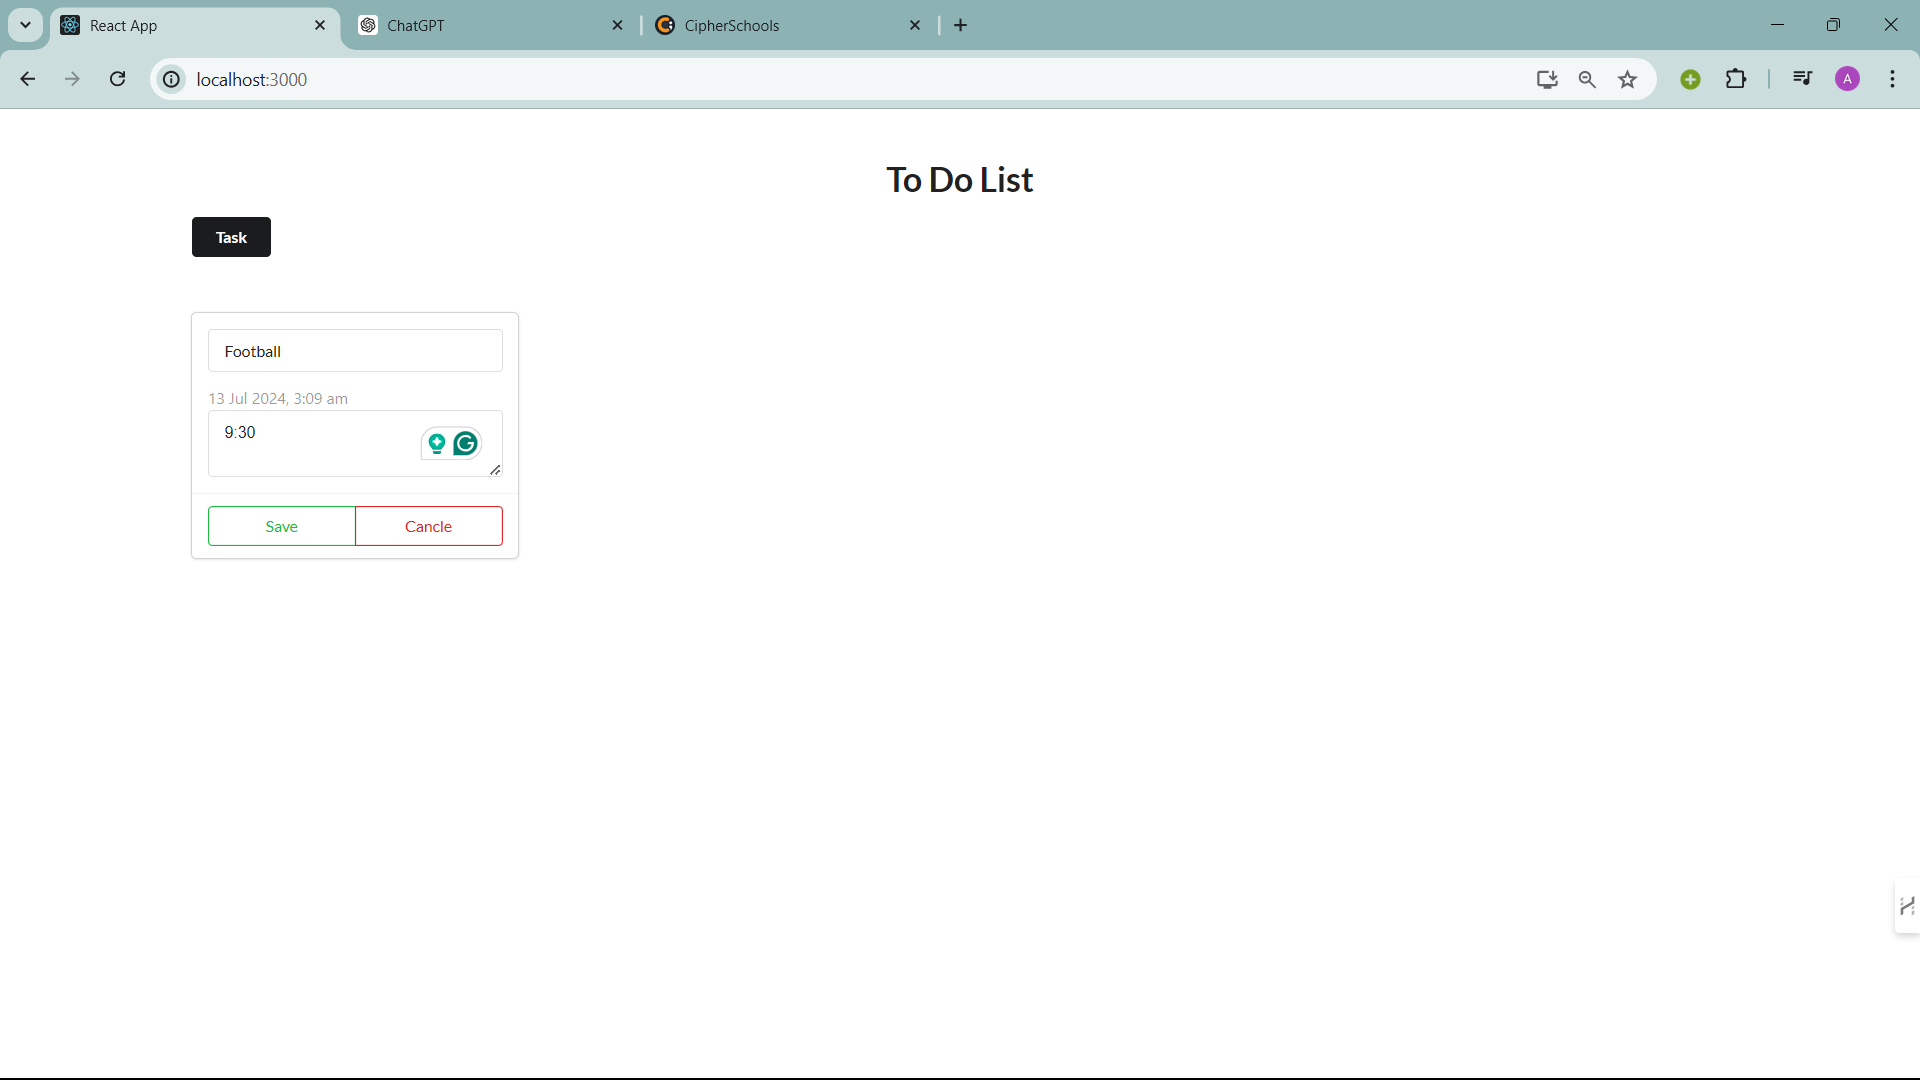 React App
ChatGPT
CipherSchools
localhost:3000
A
To Do List
Task
Football
13 Jul 2024, 3:09 am
9:30
Save
Cancle